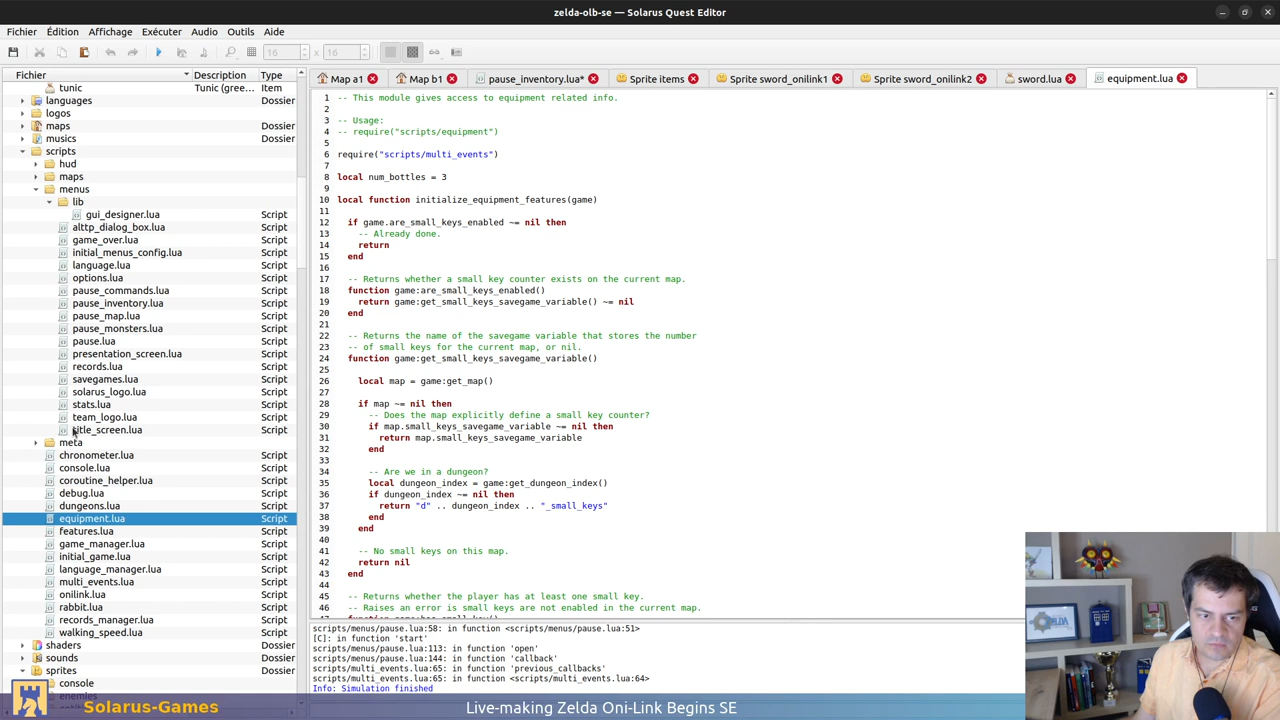 zelda-olb-se — Solarus Quest Editor
Fichier Édition Affichage Exécuter Audio Outils Aide
16 x 16
Fichier Description Type
Map a1 Map b1 pause_inventory.lua* Sprite items Sprite sword_onilink1 Sprite sword_onilink2 sword.lua equipment.lua
tunic Tunic (gree... Item
languages Dossier
logos
maps Dossier
musics Dossier
scripts
hud
maps
menus
lib
gui_designer.lua Script
alttp_dialog_box.lua Script
game_over.lua Script
initial_menus_config.lua Script
language.lua Script
options.lua Script
pause_commands.lua Script
pause_inventory.lua Script
pause_map.lua Script
pause_monsters.lua Script
pause.lua Script
presentation_screen.lua Script
records.lua Script
savegames.lua Script
solarus_logo.lua Script
stats.lua Script
team_logo.lua Script
title_screen.lua Script
meta
chronometer.lua Script
console.lua Script
coroutine_helper.lua Script
debug.lua Script
dungeons.lua Script
equipment.lua Script
features.lua Script
game_manager.lua Script
initial_game.lua Script
language_manager.lua Script
multi_events.lua Script
onilink.lua Script
rabbit.lua Script
records_manager.lua Script
walking_speed.lua Script
shaders Dossier
sounds Dossier
sprites Dossier
console Dossier
1 -- This module gives access to equipment related info.
2
3 -- Usage:
4 -- require("scripts/equipment")
5
6 require("scripts/multi_events")
7
8 local num_bottles = 3
9
10 local function initialize_equipment_features(game)
11
12 if game.are_small_keys_enabled ~= nil then
13 -- Already done.
14 return
15 end
16
17 -- Returns whether a small key counter exists on the current map.
18 function game:are_small_keys_enabled()
19 return game:get_small_keys_savegame_variable() ~= nil
20 end
21
22 -- Returns the name of the savegame variable that stores the number
23 -- of small keys for the current map, or nil.
24 function game:get_small_keys_savegame_variable()
25
26 local map = game:get_map()
27
28 if map ~= nil then
29 -- Does the map explicitly define a small key counter?
30 if map.small_keys_savegame_variable ~= nil then
31 return map.small_keys_savegame_variable
32 end
33
34 -- Are we in a dungeon?
35 local dungeon_index = game:get_dungeon_index()
36 if dungeon_index ~= nil then
37 return "d" .. dungeon_index .. "_small_keys"
38 end
39 end
40
41 -- No small keys on this map.
42 return nil
43 end
44
45 -- Returns whether the player has at least one small key.
46 -- Raises an error is small keys are not enabled in the current map.
scripts/menus/pause.lua:58: in function <scripts/menus/pause.lua:51>
[C]: in function 'start'
scripts/menus/pause.lua:113: in function 'open'
scripts/menus/pause.lua:144: in function 'callback'
scripts/multi_events.lua:65: in function 'previous_callbacks'
scripts/multi_events.lua:65: in function <scripts/multi_events.lua:64>
Info: Simulation finished
Solarus-Games
Live-making Zelda Oni-Link Begins SE